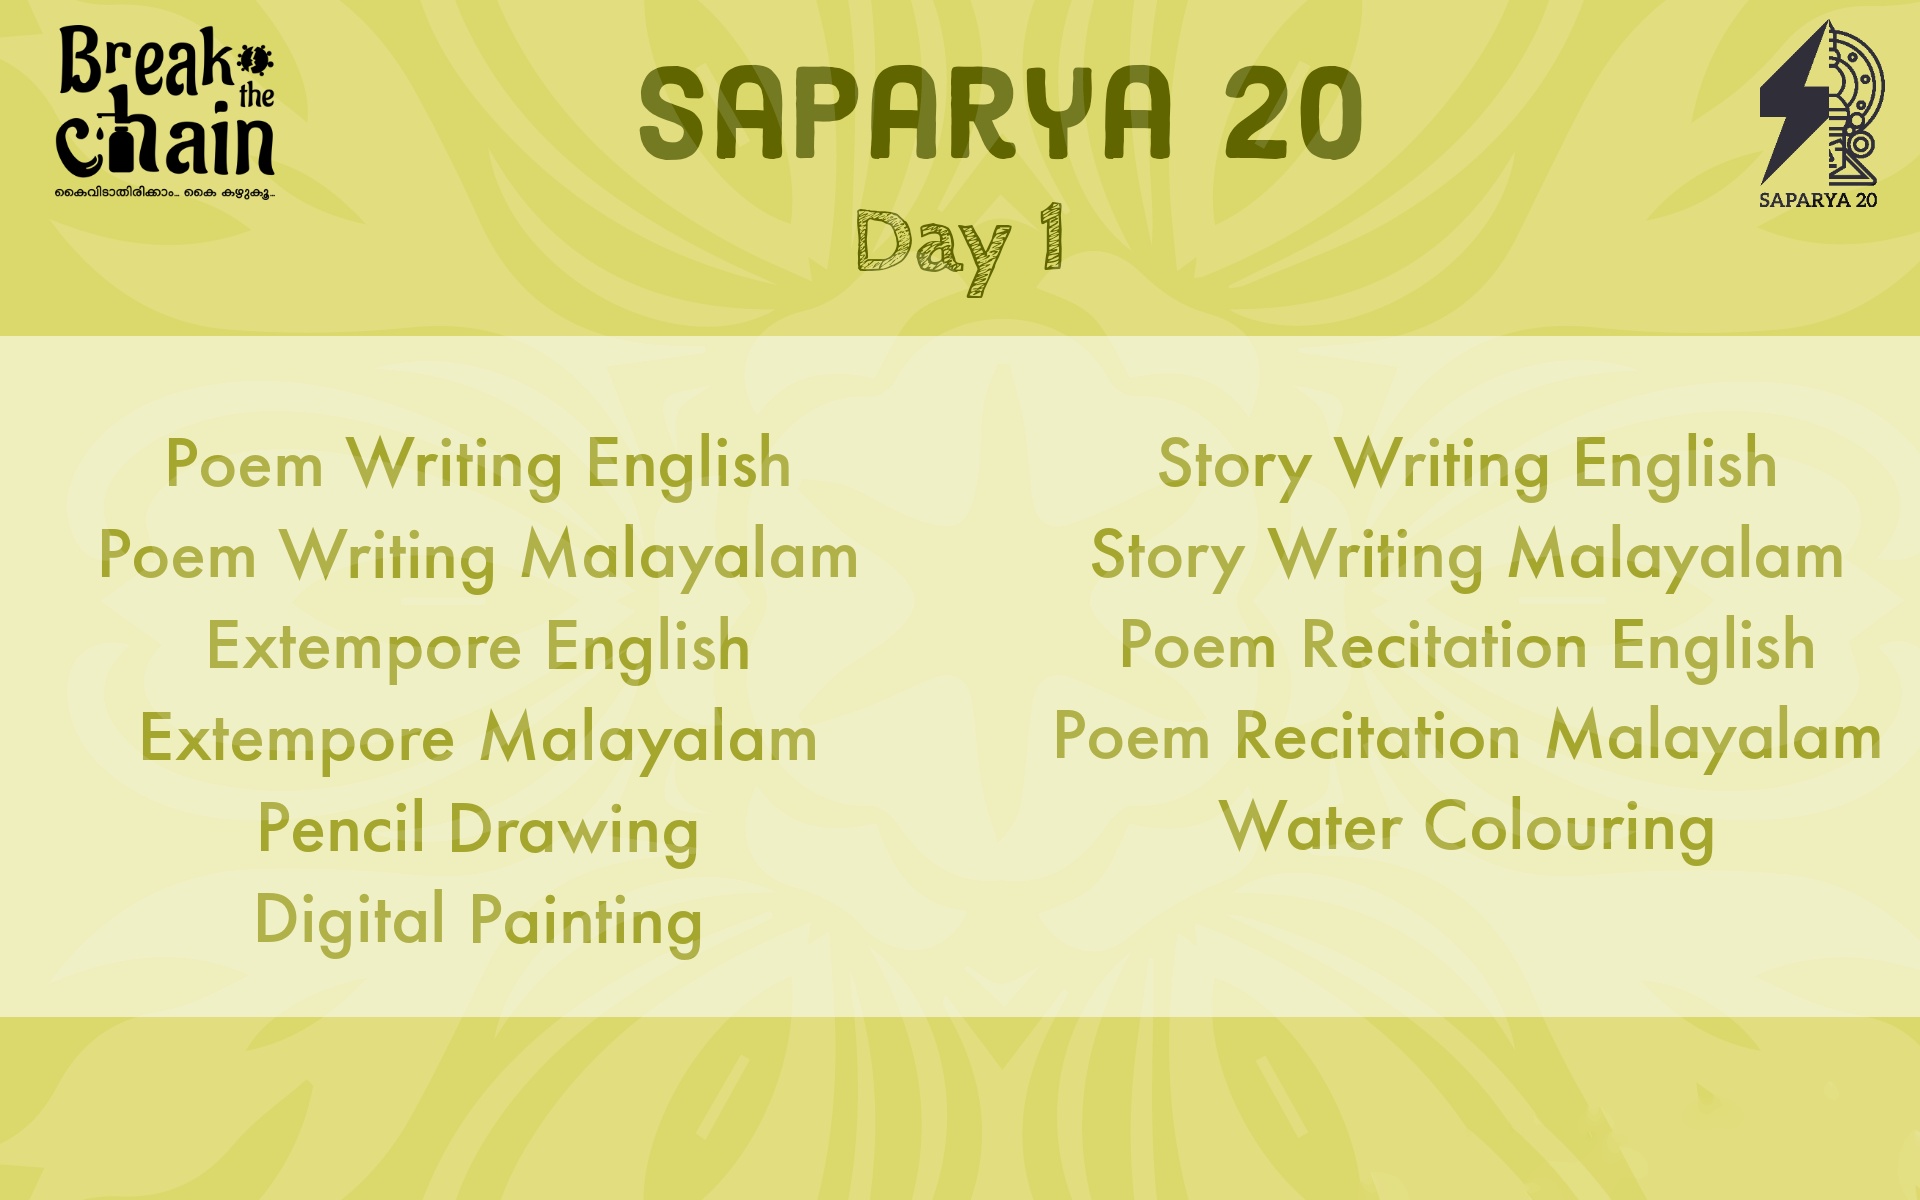 Break
the
chain
കൈവിടാതിരിക്കാം.. കൈ കഴുകൂ..
SAPARYA 20
Day 1
SAPARYA 20
Poem Writing English
Poem Writing Malayalam
Extempore English
Extempore Malayalam
Pencil Drawing
Digital Painting
Story Writing English
Story Writing Malayalam
Poem Recitation English
Poem Recitation Malayalam
Water Colouring